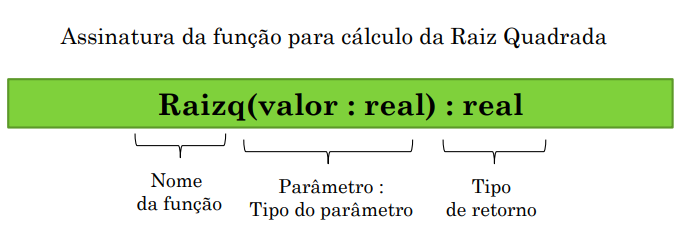 Assinatura da função para cálculo da Raiz Quadrada
Raizq(valor : real) : real
Nome
da função
Parâmetro :
Tipo do parâmetro
Tipo
de retorno